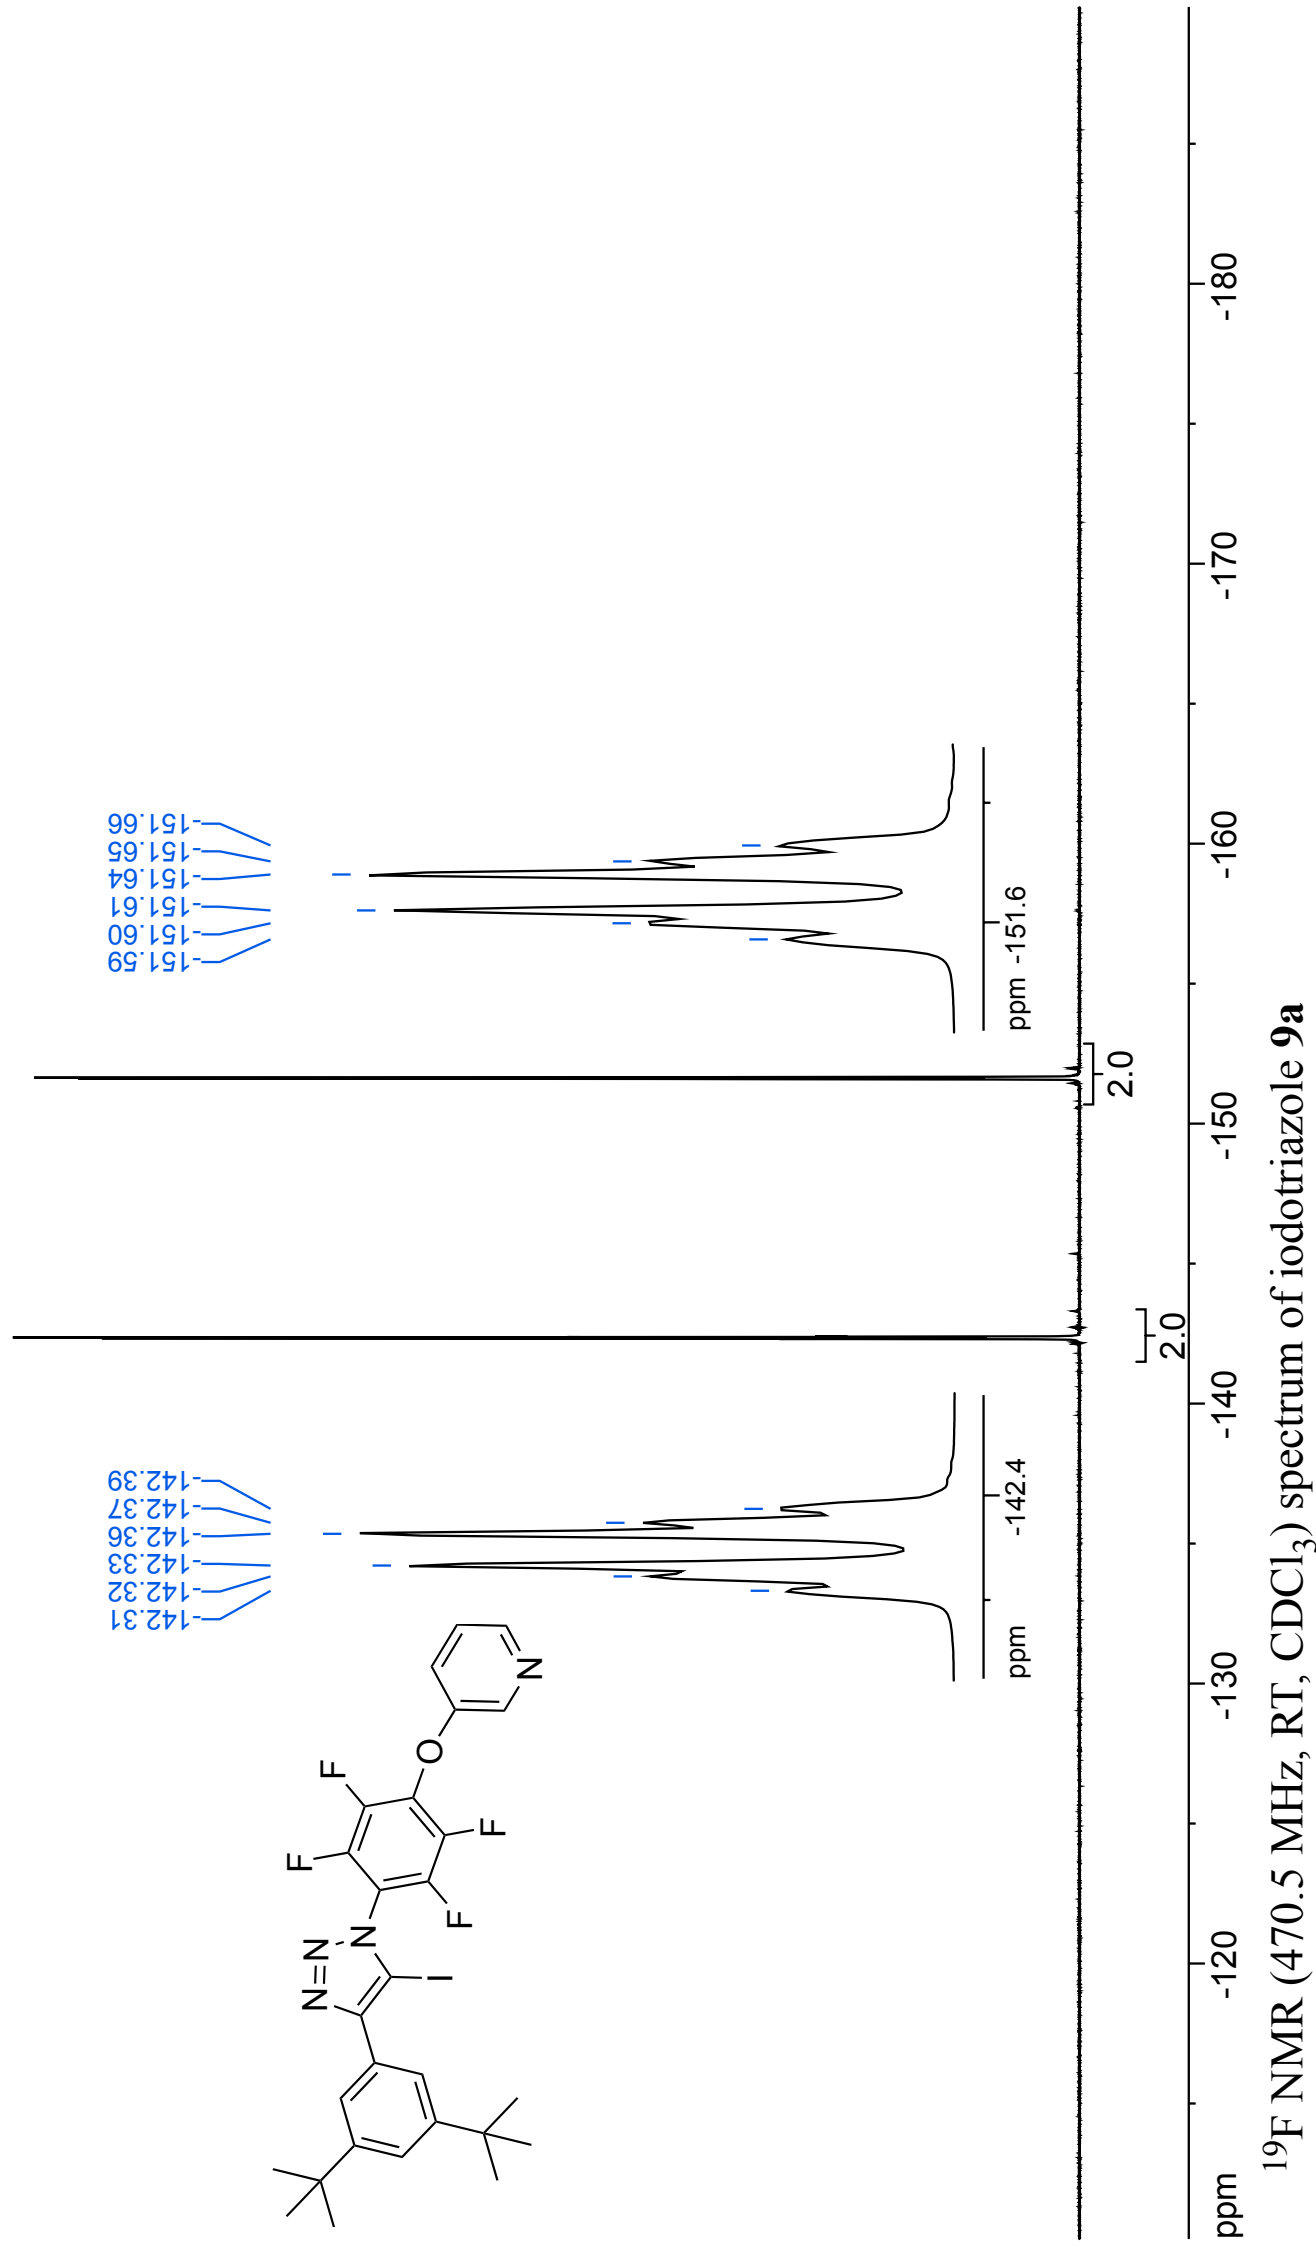 -142.31
-142.32
-142.33
-142.36
-142.37
-142.39
-151.59
-151.60
-151.61
-151.64
-151.65
-151.66
F
F
F
F
N=N
N
I
O
N
ppm
-142.4
ppm
-151.6
2.0
2.0
ppm
-120
-130
-140
-150
-160
-170
-180
¹⁹F NMR (470.5 MHz, RT, CDCl₃) spectrum of iodotriazole 9a